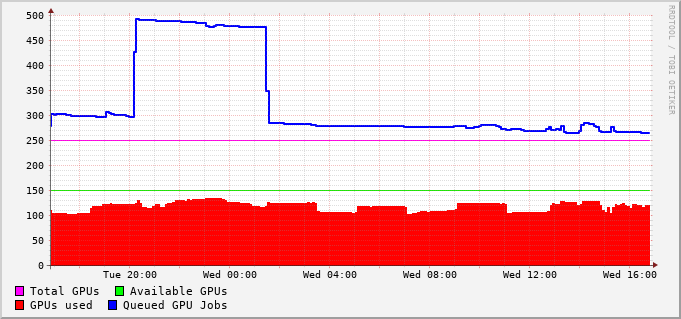 500
450
400
350
300
250
200
150
100
50
0
Tue 20:00 Wed 00:00 Wed 04:00 Wed 08:00 Wed 12:00 Wed 16:00
Total GPUs Available GPUs
GPUs used Queued GPU Jobs
RRDTOOL / TOBI OETIKER